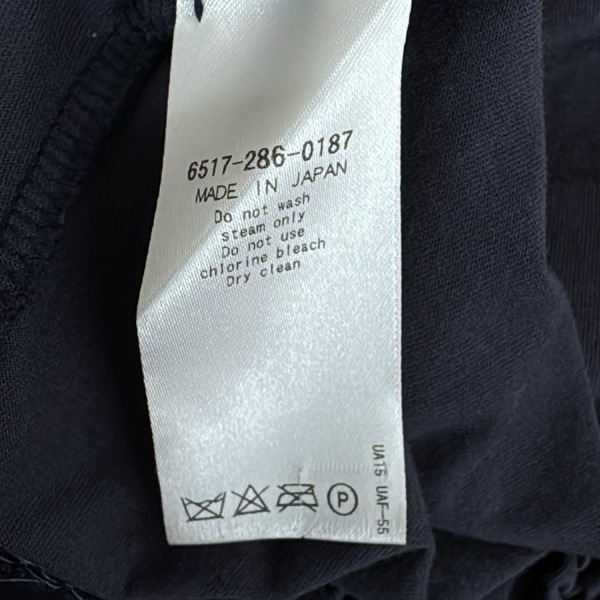 6517-286-0187
MADE IN JAPAN
Do not wash
steam only
Do not use
chlorine bleach
Dry clean
P
UA15 UAF-55